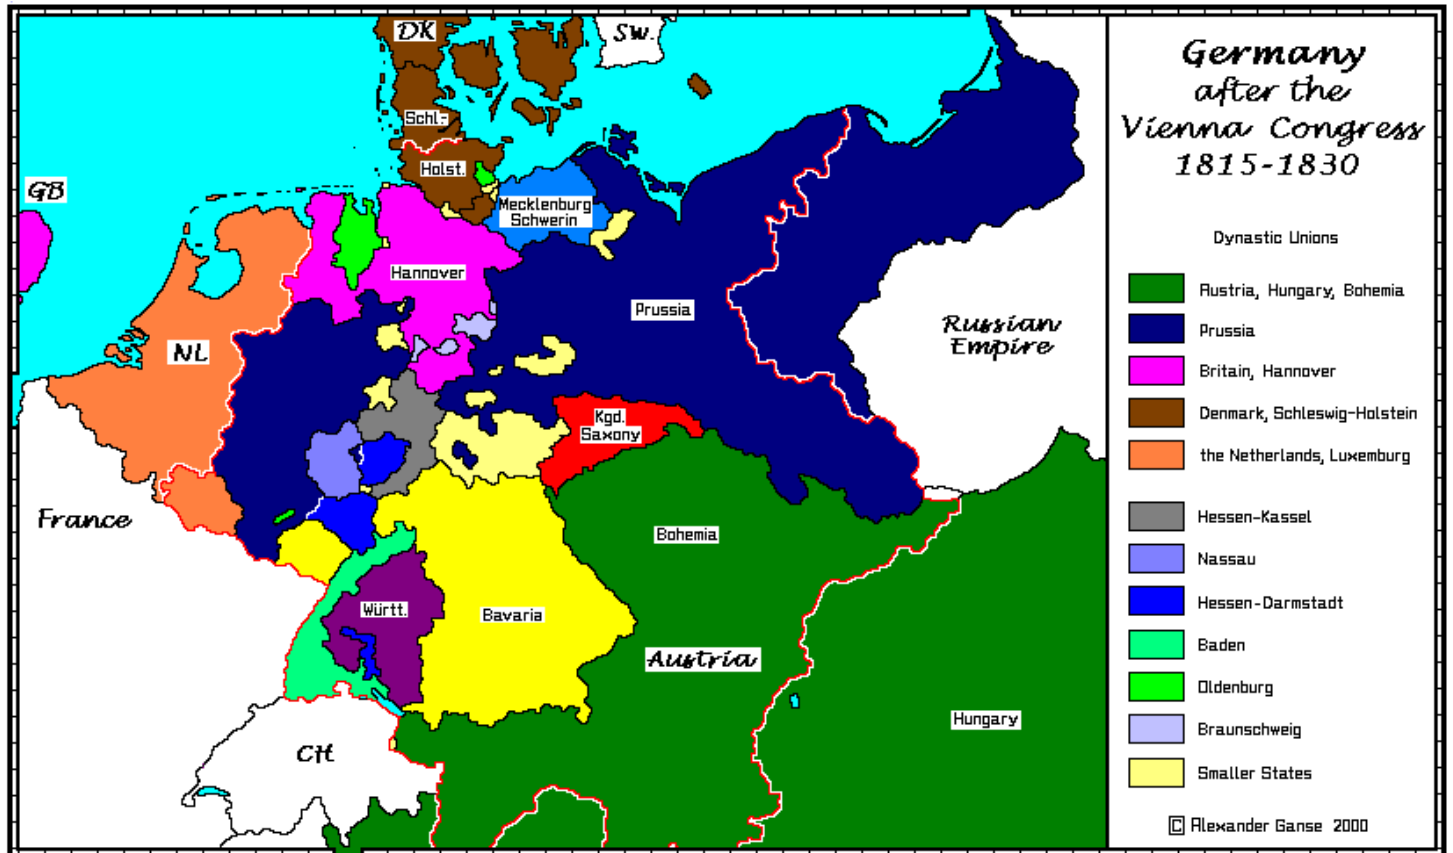 DK
Sw.
Schl.-
Holst.
GB
Mecklenburg
Schwerin
Hannover
Prussia
NL
Russian
Empire
Kgd.
Saxony
France
Bohemia
Württ.
Bavaria
Austria
Hungary
CH
Germany
after the
Vienna Congress
1815-1830
Dynastic Unions
Austria, Hungary, Bohemia
Prussia
Britain, Hannover
Denmark, Schleswig-Holstein
the Netherlands, Luxemburg
Hessen-Kassel
Nassau
Hessen-Darmstadt
Baden
Oldenburg
Braunschweig
Smaller States
© Alexander Ganse 2000